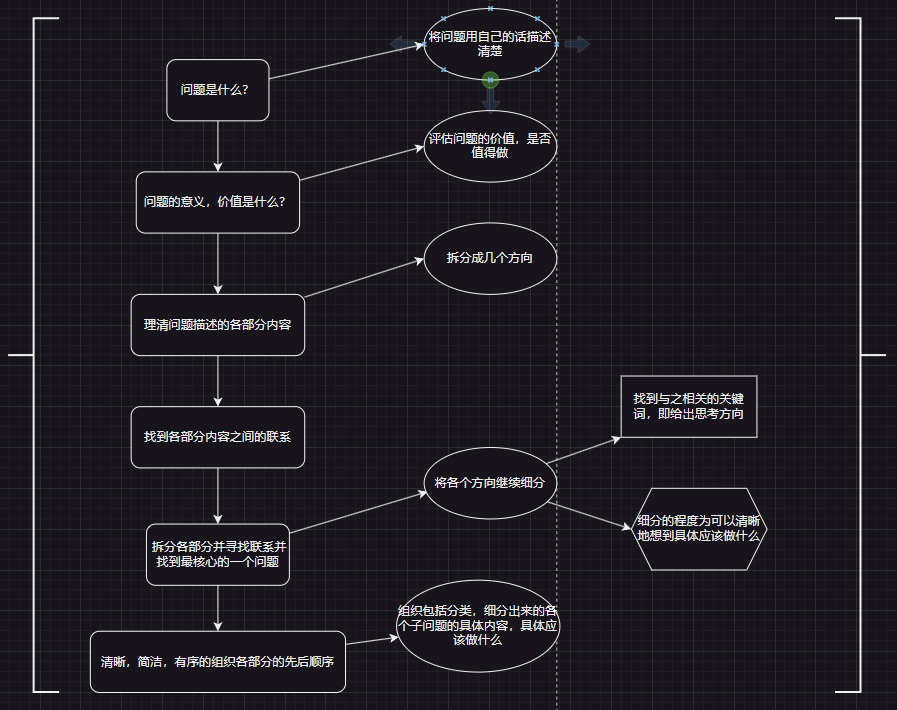 将问题用自己的话描述
清楚
问题是什么？
评估问题的价值，是否
值得做
问题的意义，价值是什么？
拆分成几个方向
理清问题描述的各部分内容
找到与之相关的关键
词，即给出思考方向
找到各部分内容之间的联系
将各个方向继续细分
细分的程度为可以清晰
地想到具体应该做什么
拆分各部分并寻找联系并
找到最核心的一个问题
组织包括分类，细分出来的各
个子问题的具体内容，具体应
该做什么
清晰，简洁，有序的组织各部分的先后顺序